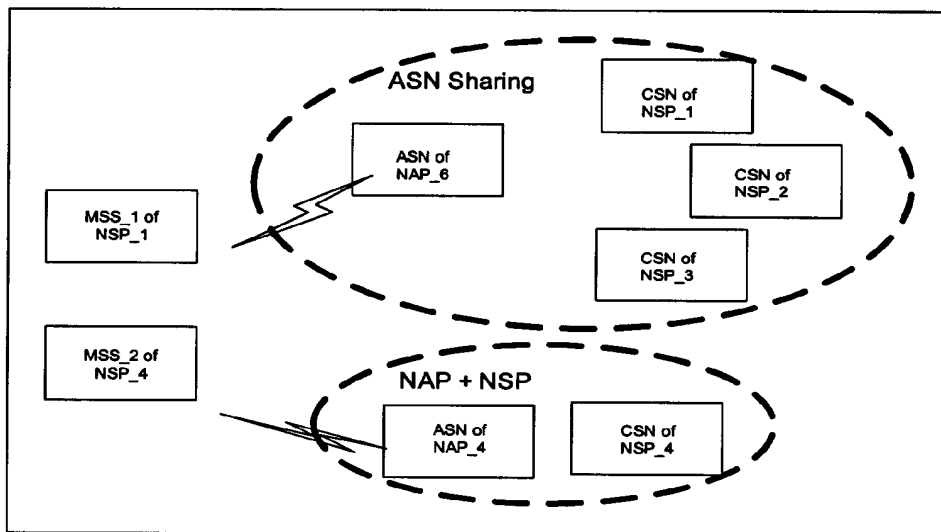 ASN Sharing
CSN of
NSP_1
ASN of
NAP_6
CSN of
NSP_2
MSS_1 of
NSP_1
CSN of
NSP_3
MSS_2 of
NSP_4
NAP + NSP
ASN of
NAP_4
CSN of
NSP_4